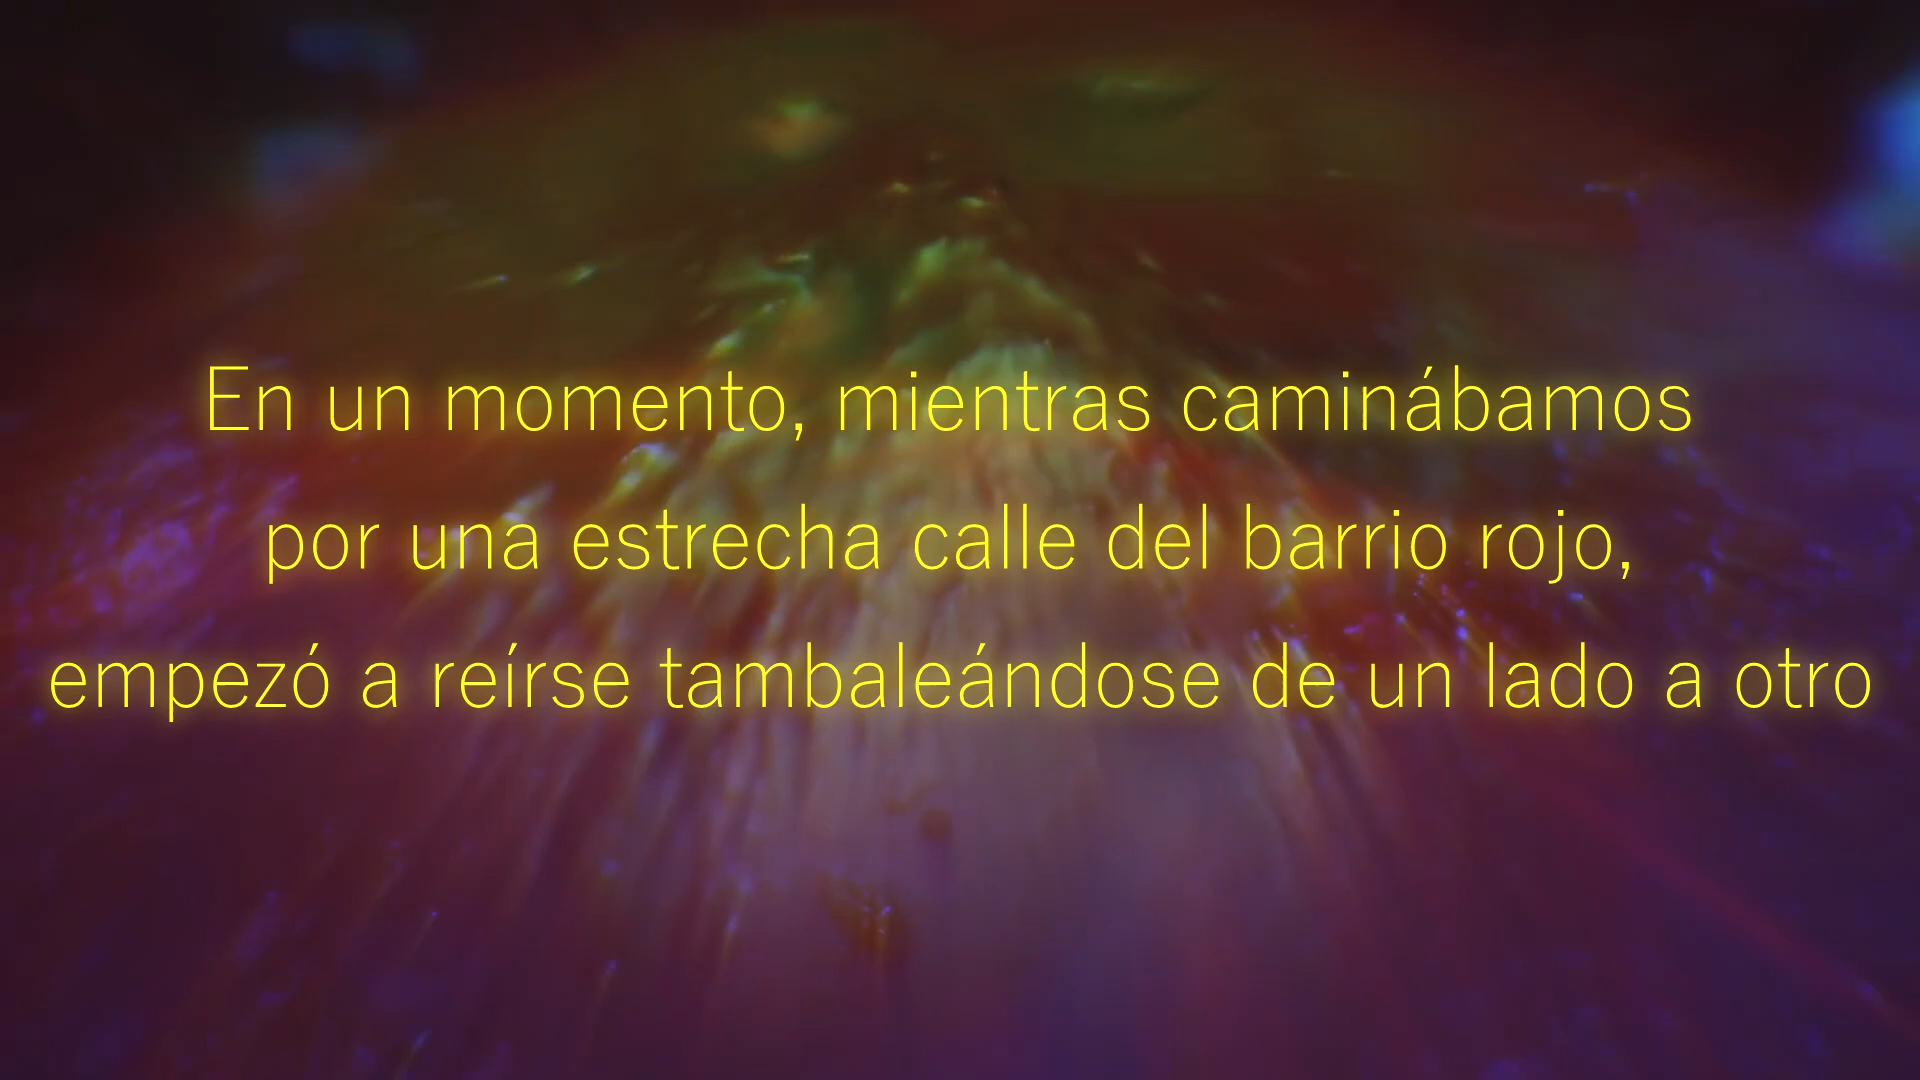 En un momento, mientras caminábamos
por una estrecha calle del barrio rojo,
empezó a reírse tambaleándose de un lado a otro